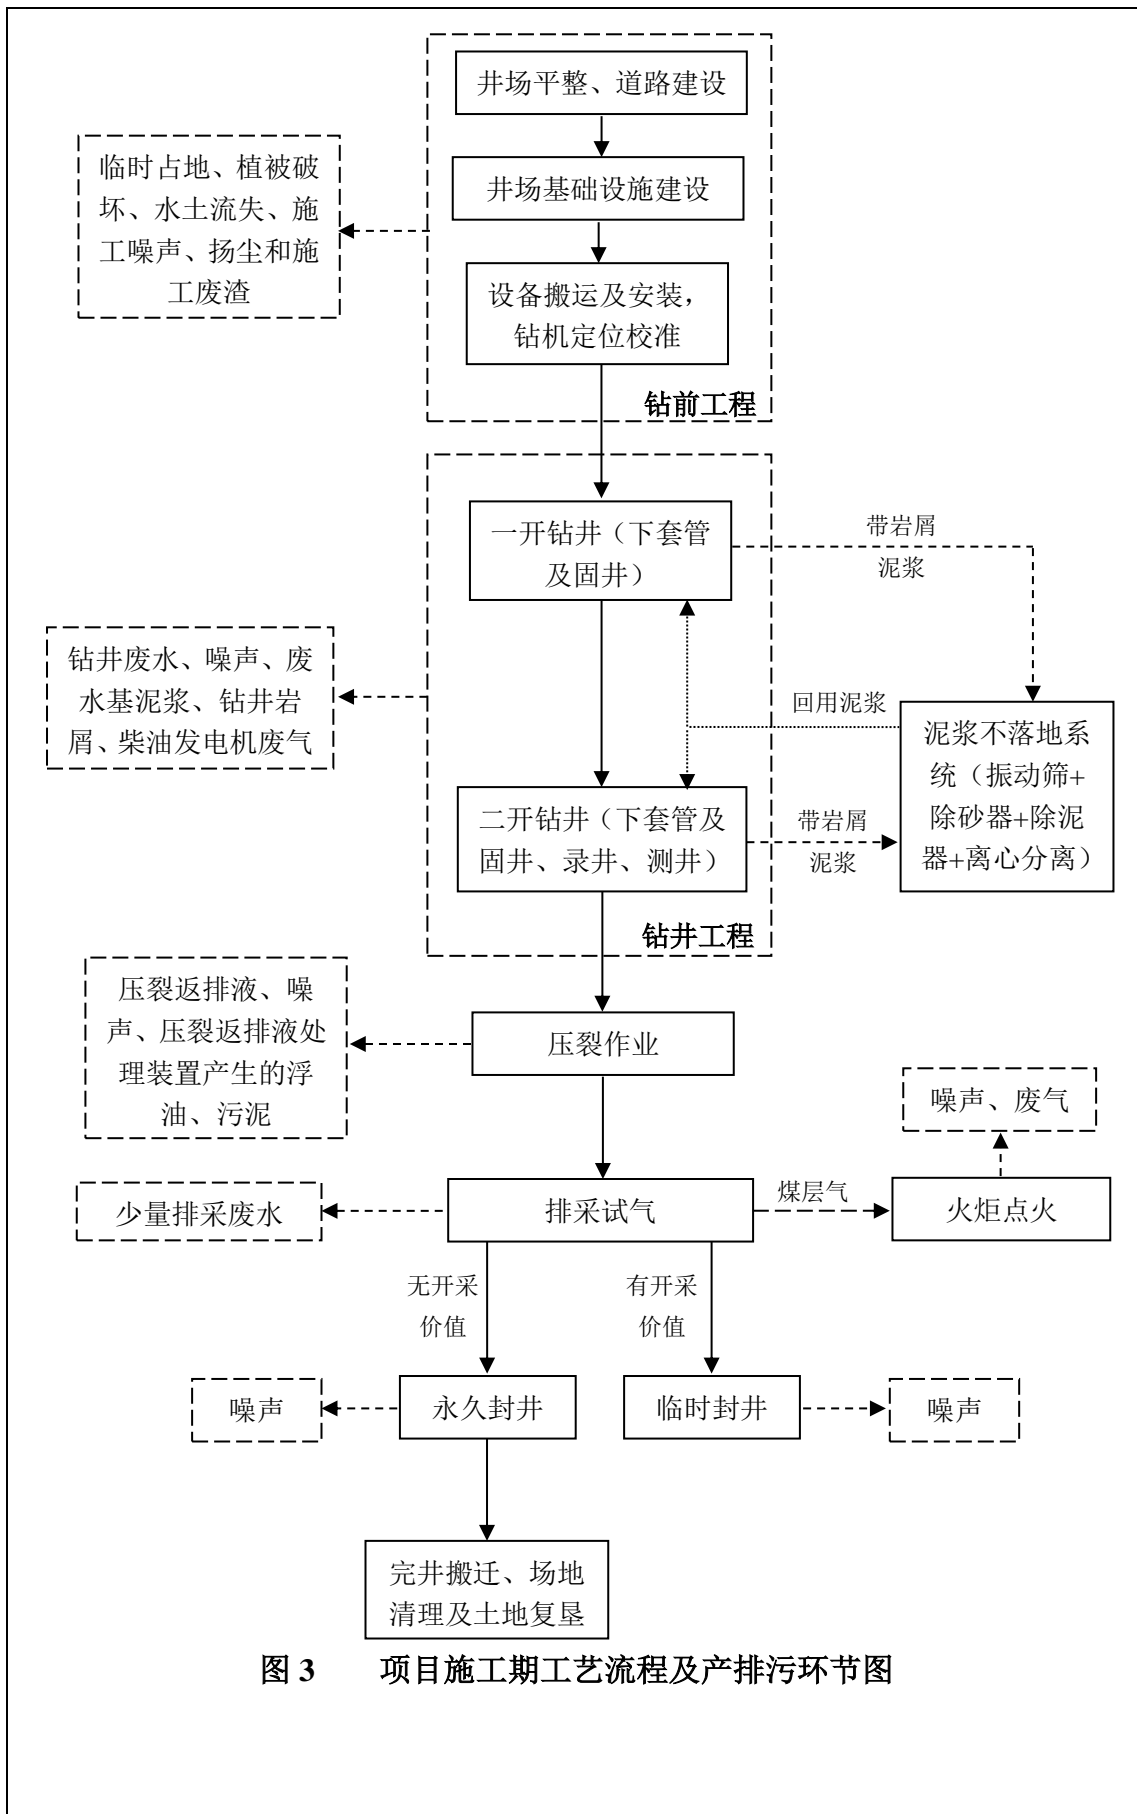 井场平整、道路建设
临时占地、植被破
坏、水土流失、施
工噪声、扬尘和施
工废渣
井场基础设施建设
设备搬运及安装，
钻机定位校准
钻前工程
一开钻井（下套管
及固井）
带岩屑
泥浆
钻井废水、噪声、废
水基泥浆、钻井岩
屑、柴油发电机废气
回用泥浆
泥浆不落地系
统（振动筛+
除砂器+除泥
器+离心分离）
二开钻井（下套管及
固井、录井、测井）
带岩屑
泥浆
钻井工程
压裂返排液、噪
声、压裂返排液处
理装置产生的浮
油、污泥
压裂作业
噪声、废气
少量排采废水
排采试气
煤层气
火炬点火
无开采
价值
有开采
价值
噪声
永久封井
临时封井
噪声
完井搬迁、场地
清理及土地复垦
图 3 项目施工期工艺流程及产排污环节图